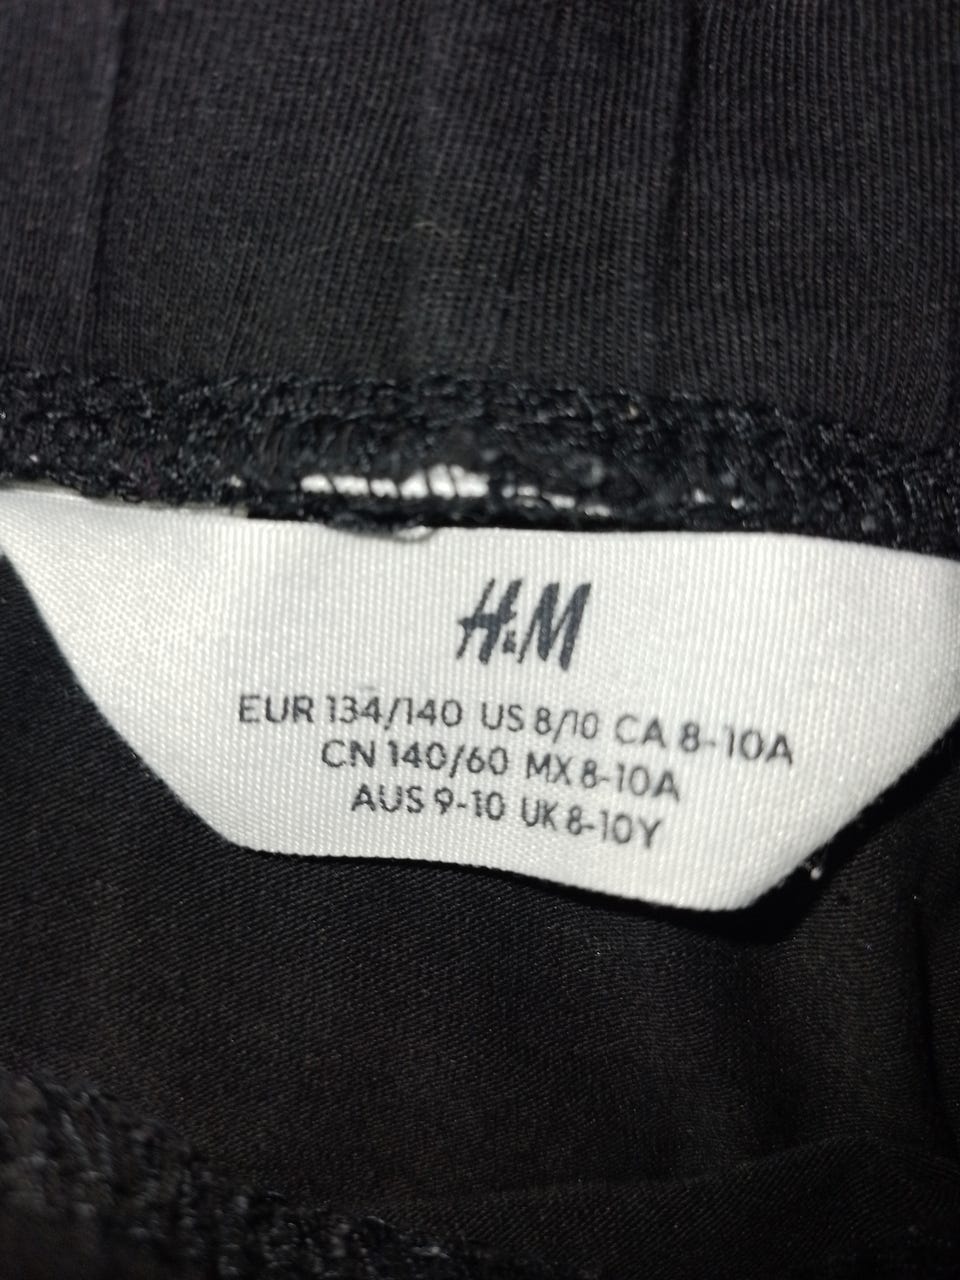 H&M
EUR 134/140 US 8/10 CA 8-10A
CN 140/60 MX 8-10A
AUS 9-10 UK 8-10Y